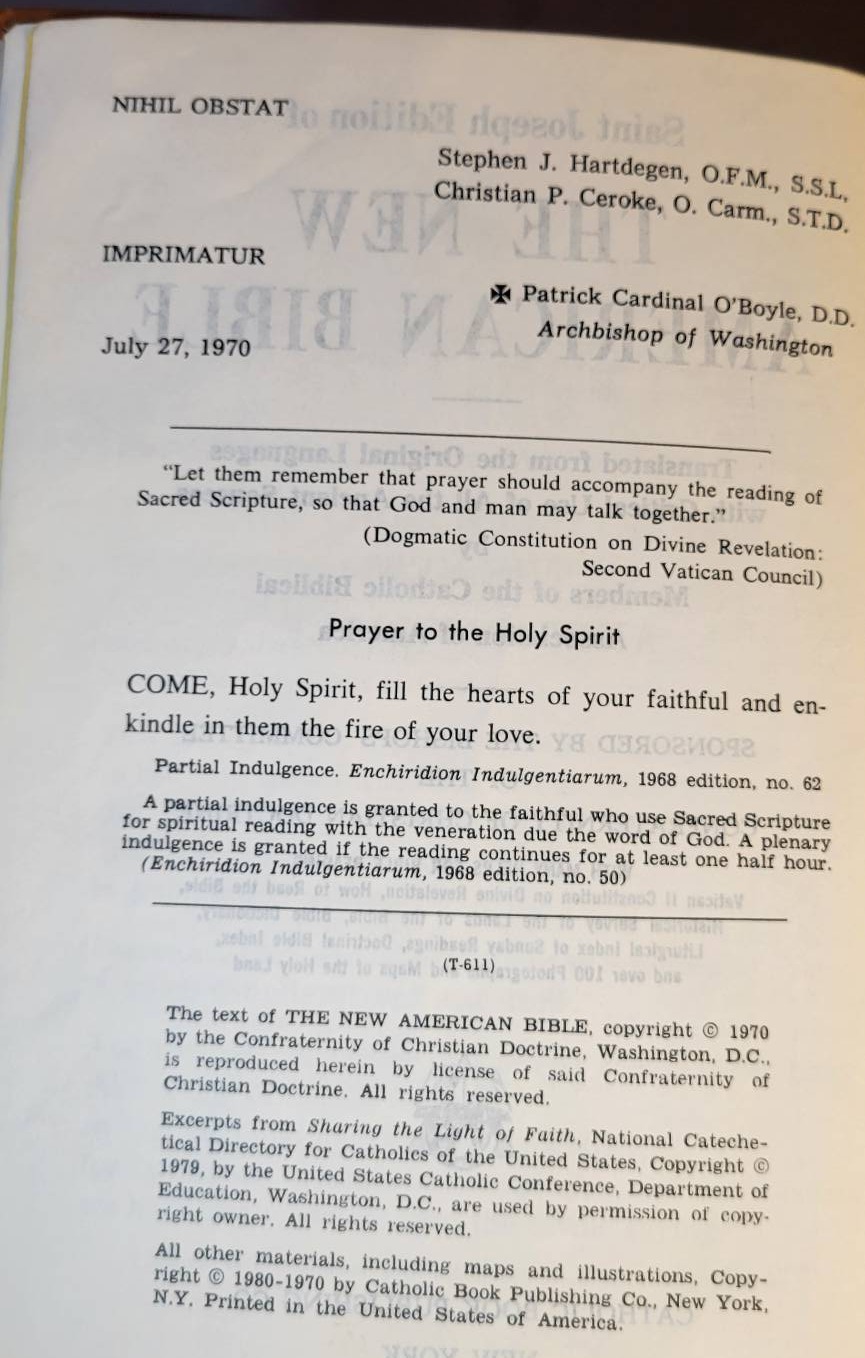 NIHIL OBSTAT
Stephen J. Hartdegen, O.F.M., S.S.L.
Christian P. Ceroke, O. Carm., S.T.D.
IMPRIMATUR
✠ Patrick Cardinal O'Boyle, D.D.
Archbishop of Washington
July 27, 1970
"Let them remember that prayer should accompany the reading of
Sacred Scripture, so that God and man may talk together."
(Dogmatic Constitution on Divine Revelation:
Second Vatican Council)
Prayer to the Holy Spirit
COME, Holy Spirit, fill the hearts of your faithful and en-
kindle in them the fire of your love.
Partial Indulgence. Enchiridion Indulgentiarum, 1968 edition, no. 62
A partial indulgence is granted to the faithful who use Sacred Scripture
for spiritual reading with the veneration due the word of God. A plenary
indulgence is granted if the reading continues for at least one half hour.
(Enchiridion Indulgentiarum, 1968 edition, no. 50)
(T-611)
The text of THE NEW AMERICAN BIBLE, copyright © 1970
by the Confraternity of Christian Doctrine, Washington, D.C.,
is reproduced herein by license of said Confraternity of
Christian Doctrine. All rights reserved.
Excerpts from Sharing the Light of Faith, National Cateche-
tical Directory for Catholics of the United States, Copyright ©
1979, by the United States Catholic Conference, Department of
Education, Washington, D.C., are used by permission of copy-
right owner. All rights reserved.
All other materials, including maps and illustrations, Copy-
right © 1980-1970 by Catholic Book Publishing Co., New York,
N.Y. Printed in the United States of America.